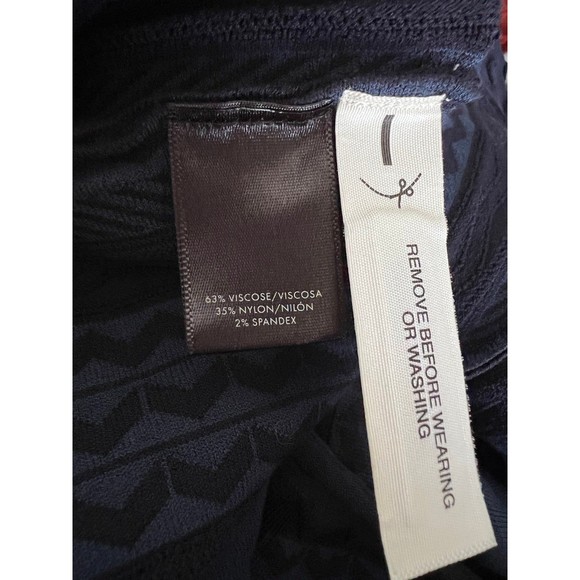 63% VISCOSE/VISCOSA
35% NYLON/NILÓN
2% SPANDEX
REMOVE BEFORE WEARING
OR WASHING